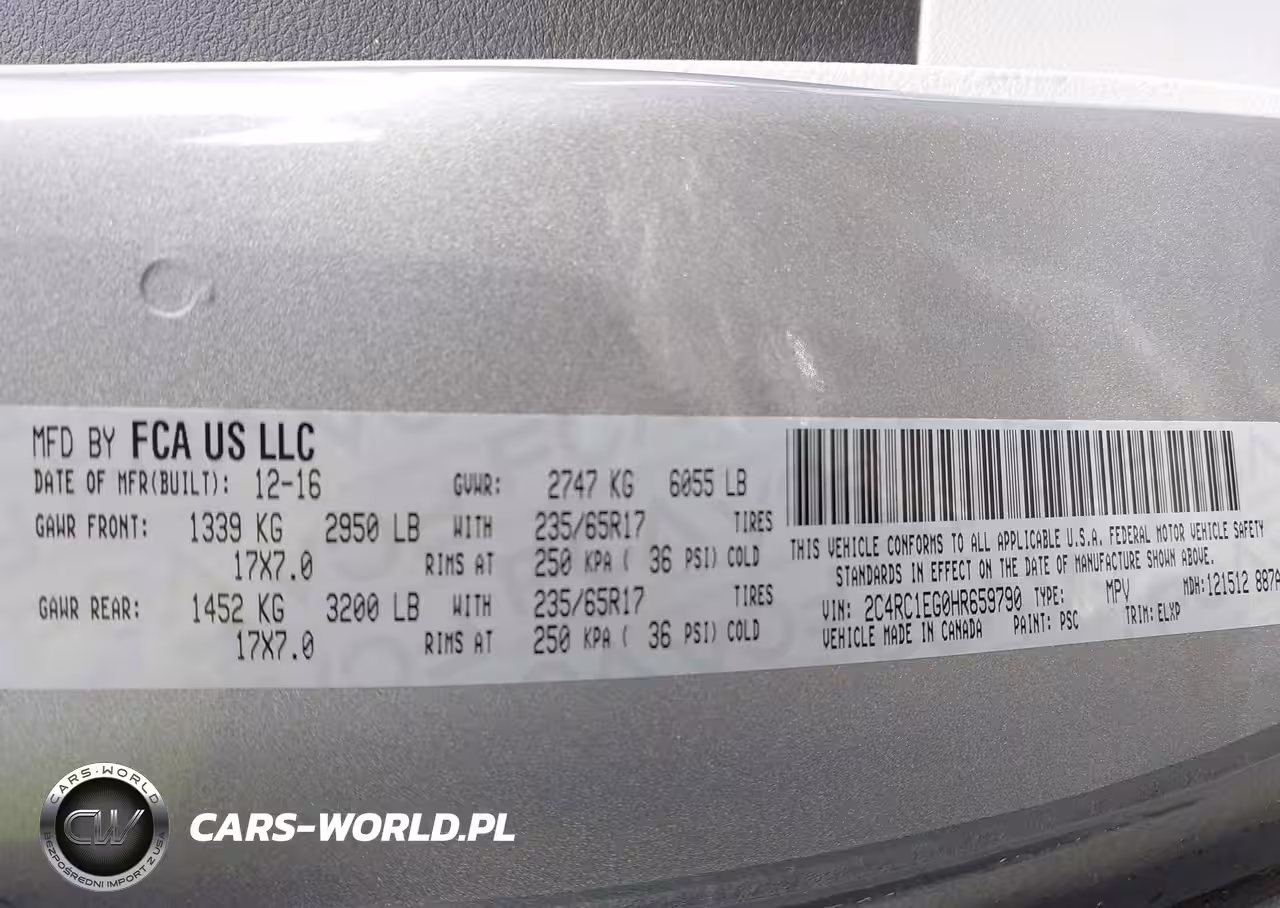 MFD BY FCA US LLC
DATE OF MFR(BUILT): 12-16 GVWR: 2747 KG 6055 LB
GAWR FRONT: 1339 KG 2950 LB WITH 235/65R17 TIRES
17X7.0 RIMS AT 250 KPA ( 36 PSI) COLD
GAWR REAR: 1452 KG 3200 LB WITH 235/65R17 TIRES
17X7.0 RIMS AT 250 KPA ( 36 PSI) COLD
THIS VEHICLE CONFORMS TO ALL APPLICABLE U.S.A. FEDERAL MOTOR VEHICLE SAFETY
STANDARDS IN EFFECT ON THE DATE OF MANUFACTURE SHOWN ABOVE.
VIN: 2C4RC1EG0HR659790 TYPE: MPV MDH:121512 887A
VEHICLE MADE IN CANADA PAINT: PSC TRIM: ELXP
CARS-WORLD
CW
BEZPOŚREDNI IMPORT Z USA
CARS-WORLD.PL